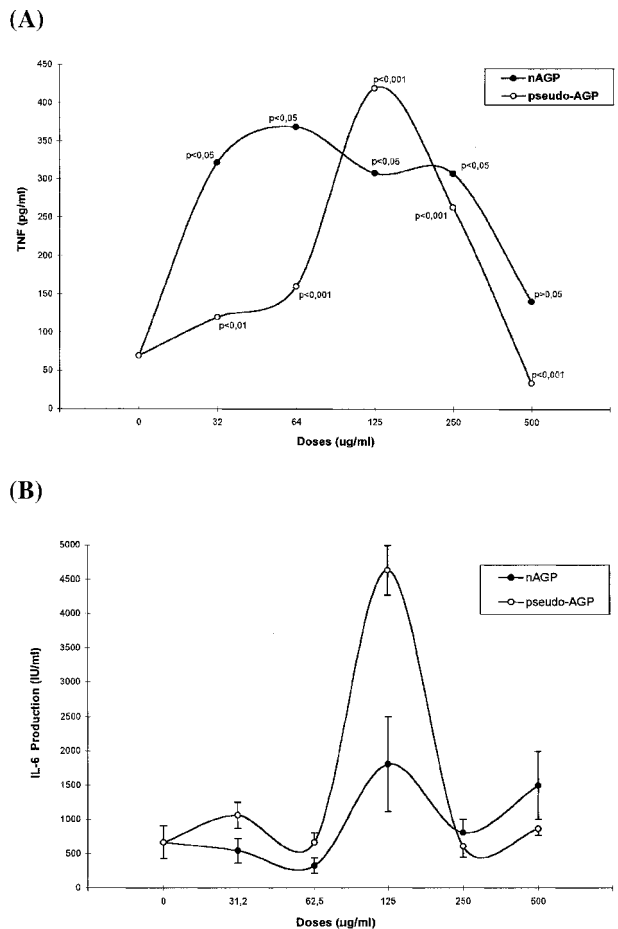 (A)
450
400
350
300
250
200
150
100
50
0
TNF (pg/ml)
p<0,001
p<0,05
p<0,05
p<0,05
p<0,05
p<0,001
p<0,001
p<0,01
p>0,05
p<0,001
nAGP
pseudo-AGP
0 32 64 125 250 500
Doses (ug/ml)
(B)
5000
4500
4000
3500
3000
2500
2000
1500
1000
500
0
IL-6 Production (IU/ml)
nAGP
pseudo-AGP
0 31,2 62,5 125 250 500
Doses (µg/ml)